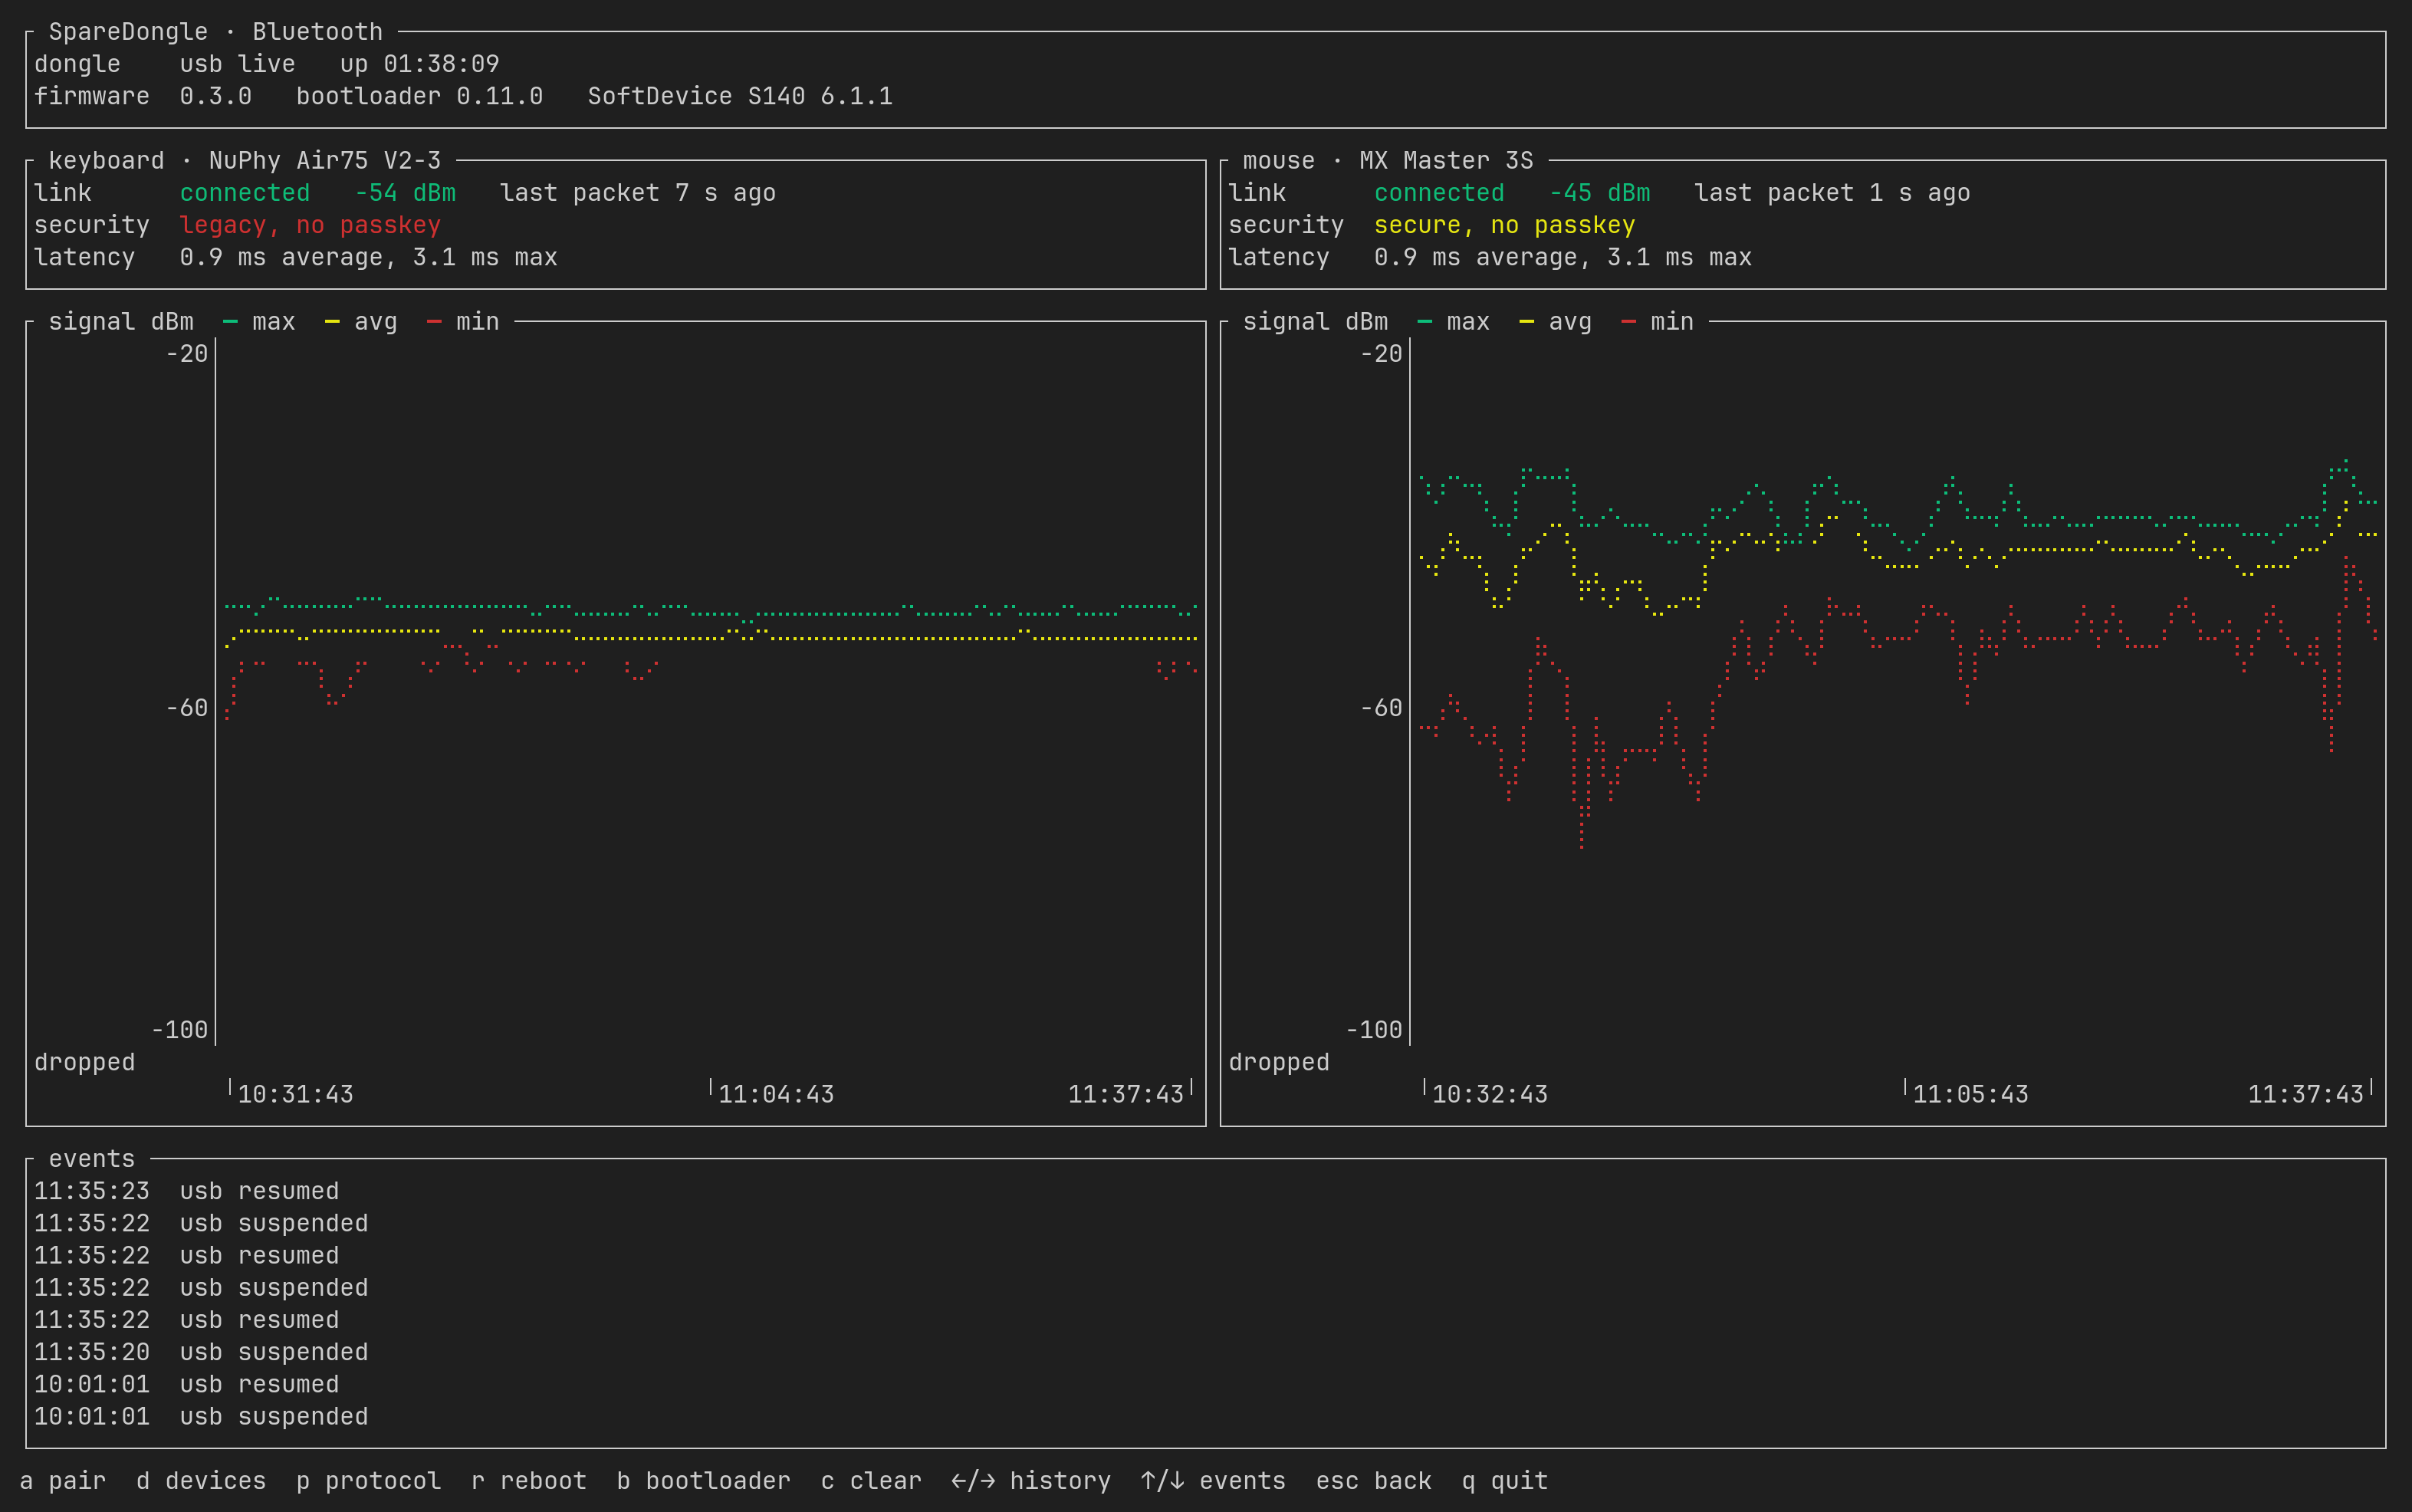 SpareDongle · Bluetooth
dongle usb live up 01:38:09
firmware 0.3.0 bootloader 0.11.0 SoftDevice S140 6.1.1
keyboard · NuPhy Air75 V2-3
link connected -54 dBm last packet 7 s ago
security legacy, no passkey
latency 0.9 ms average, 3.1 ms max
mouse · MX Master 3S
link connected -45 dBm last packet 1 s ago
security secure, no passkey
latency 0.9 ms average, 3.1 ms max
signal dBm — max — avg — min
-20
-60
-100
dropped
10:31:43 11:04:43 11:37:43
signal dBm — max — avg — min
-20
-60
-100
dropped
10:32:43 11:05:43 11:37:43
events
11:35:23 usb resumed
11:35:22 usb suspended
11:35:22 usb resumed
11:35:22 usb suspended
11:35:22 usb resumed
11:35:20 usb suspended
10:01:01 usb resumed
10:01:01 usb suspended
a pair d devices p protocol r reboot b bootloader c clear ←/→ history ↑/↓ events esc back q quit